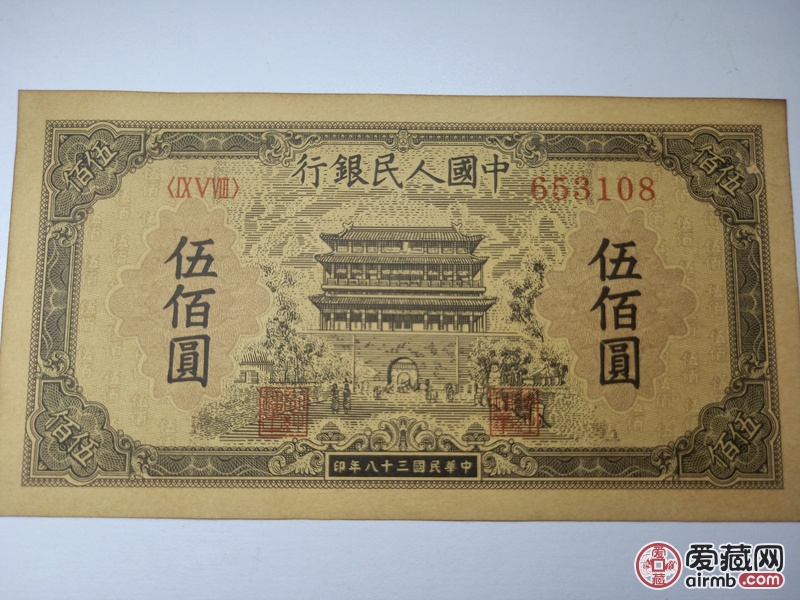 中國人民銀行
〈IX V VIII〉
653108
伍佰
伍佰
伍佰圓
伍佰圓
伍佰
伍佰
中華民國三十八年印
爱藏网
airmb.com